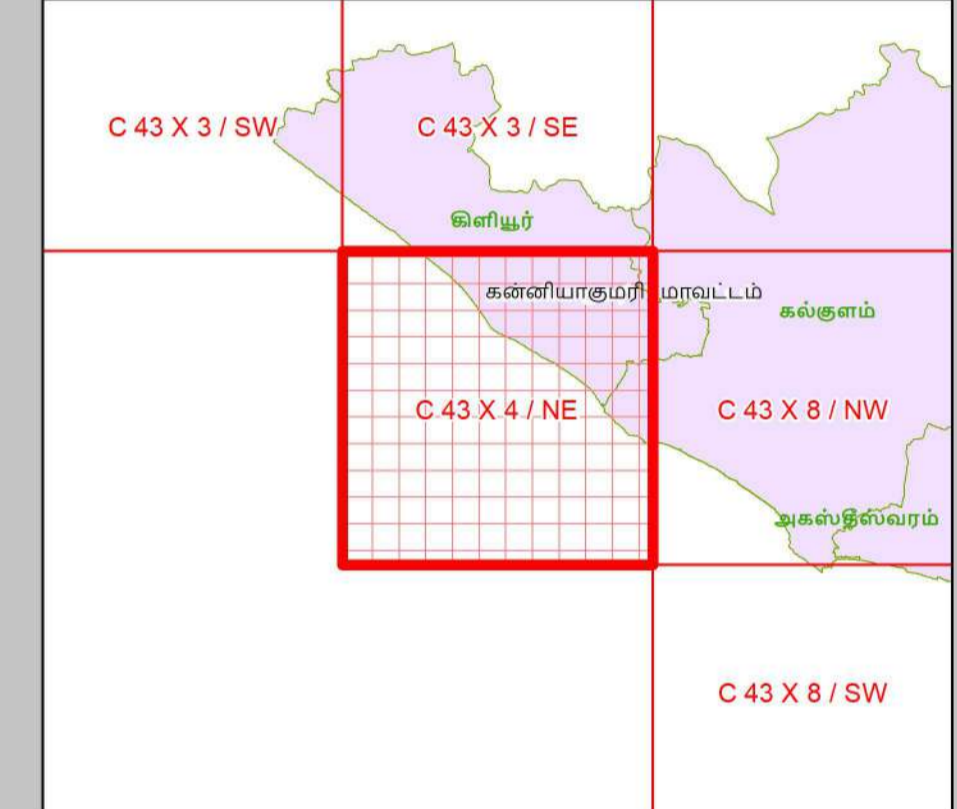 C 43 X 3 / SW
C 43 X 3 / SE
கிளியூர்
கன்னியாகுமரி மாவட்டம்
கல்குளம்
C 43 X 4 / NE
C 43 X 8 / NW
அகஸ்தீஸ்வரம்
C 43 X 8 / SW